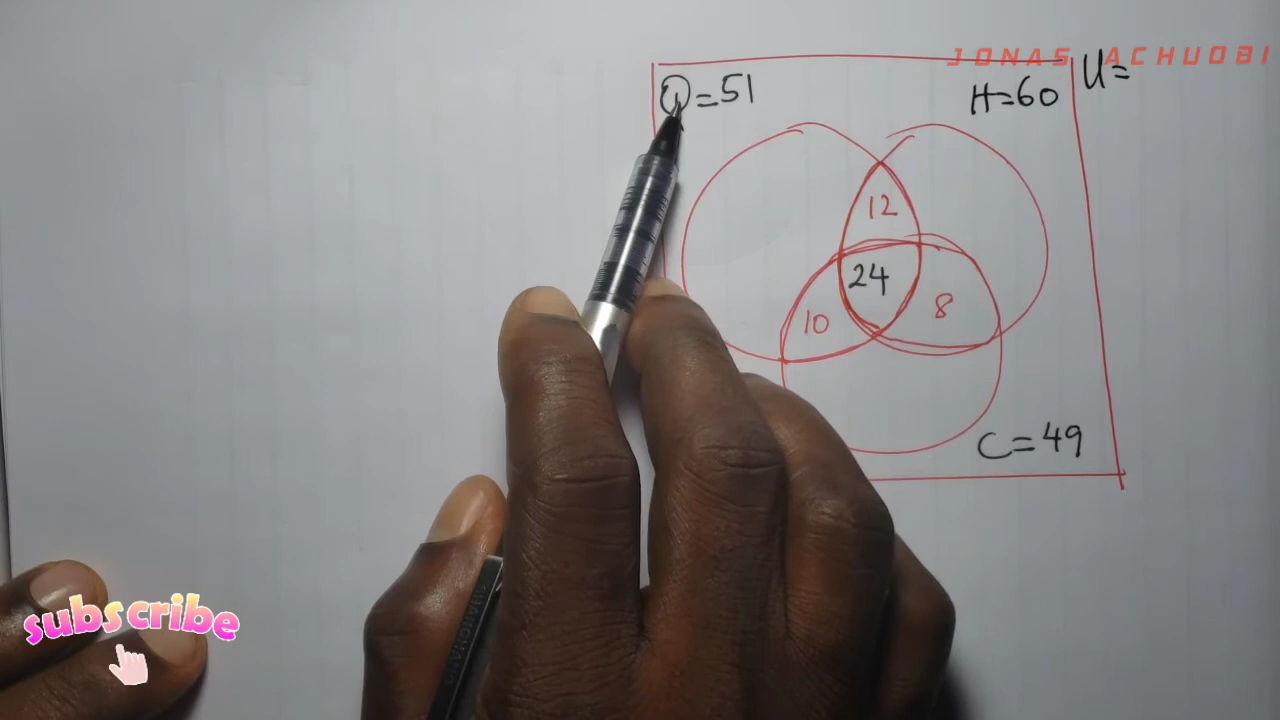 JONAS ACHUOBI
U=
=51
H=60
12
24
10
8
C=49
subscribe